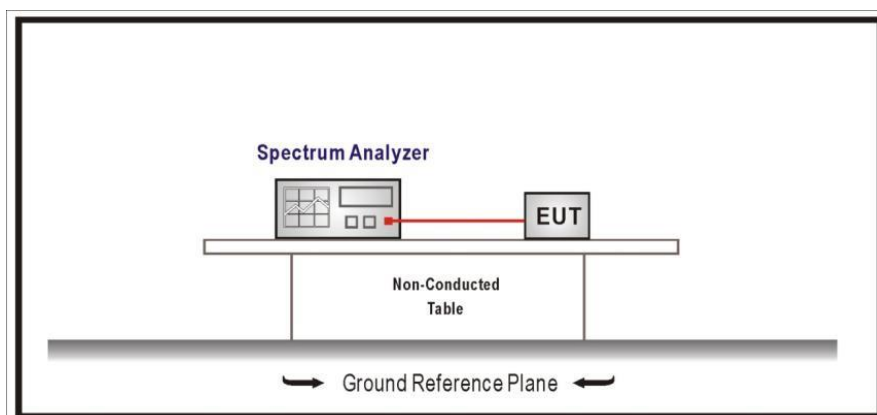 Spectrum Analyzer
EUT
Non-Conducted
Table
Ground Reference Plane